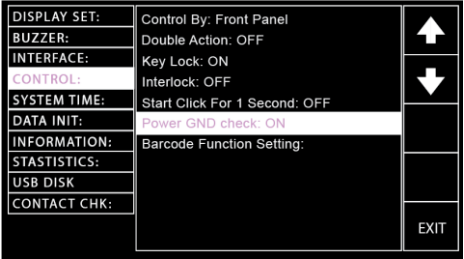 DISPLAY SET:
BUZZER:
INTERFACE:
CONTROL:
SYSTEM TIME:
DATA INIT:
INFORMATION:
STASTISTICS:
USB DISK
CONTACT CHK:
Control By: Front Panel
Double Action: OFF
Key Lock: ON
Interlock: OFF
Start Click For 1 Second: OFF
Power GND check: ON
Barcode Function Setting:
EXIT